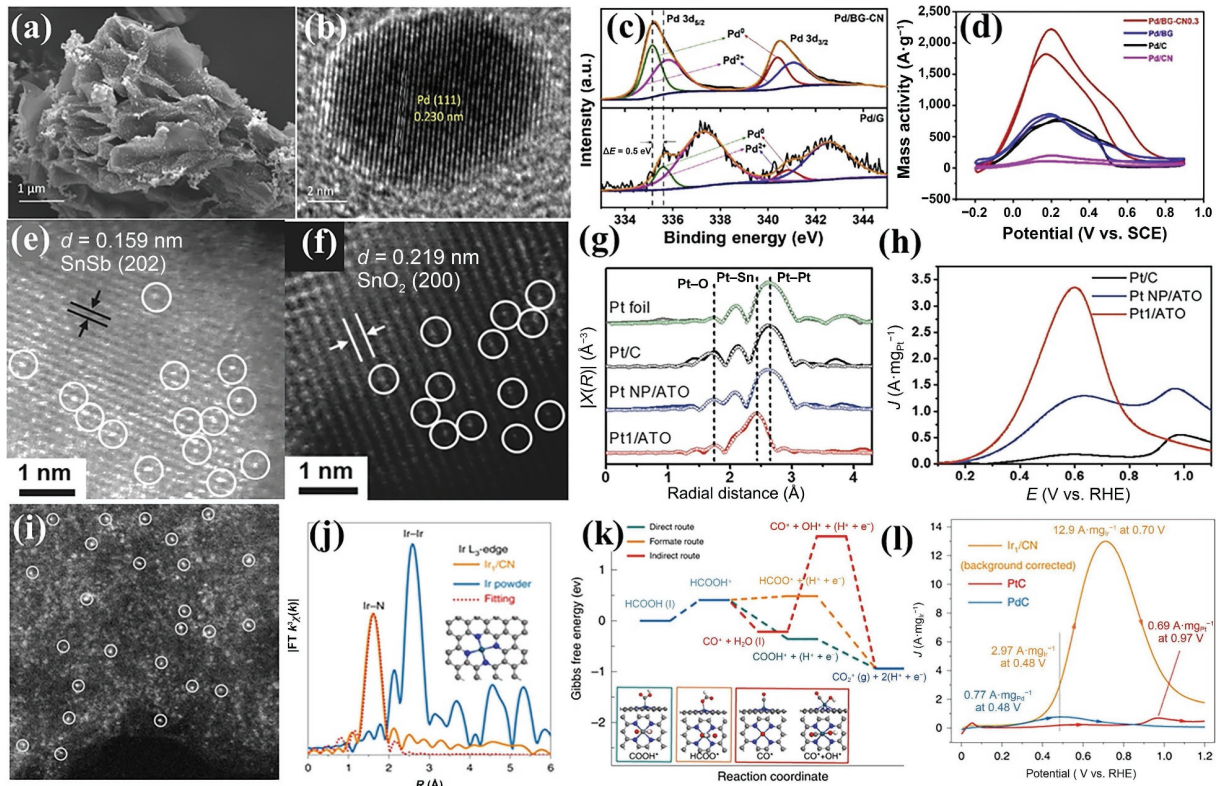 (a)
1 μm
(b)
Pd (111)
0.230 nm
2 nm
(c)
Pd 3d5/2
Pd 3d3/2
Pd/BG-CN
Pd0
Pd2+
Pd/G
Pd0
Pd2+
ΔE = 0.5 eV
Intensity (a.u.)
334 336 338 340 342 344
Binding energy (eV)
(d)
Pd/BG-CN0.3
Pd/BG
Pd/C
Pd/CN
Mass activity (A·g−1)
2,500
2,000
1,500
1,000
500
0
−500
−0.2 0.0 0.2 0.4 0.6 0.8 1.0
Potential (V vs. SCE)
(e)
d = 0.159 nm
SnSb (202)
1 nm
(f)
d = 0.219 nm
SnO2 (200)
1 nm
(g)
Pt–O
Pt–Sn
Pt–Pt
Pt foil
Pt/C
Pt NP/ATO
Pt1/ATO
|X(R)| (Å−3)
0 1 2 3 4
Radial distance (Å)
(h)
Pt/C
Pt NP/ATO
Pt1/ATO
J (A·mgPt−1)
3.5
3.0
2.5
2.0
1.5
1.0
0.5
0.0
0.2 0.4 0.6 0.8 1.0
E (V vs. RHE)
(i)
(j)
Ir–Ir
Ir L3-edge
Ir1/CN
Ir powder
Fitting
Ir–N
|FT k3χ(k)|
0 1 2 3 4 5 6
R (Å)
(k)
Direct route
Formate route
Indirect route
CO* + OH* + (H+ + e−)
HCOOH*
HCOO* + (H+ + e−)
HCOOH (l)
CO* + H2O (l)
COOH* + (H+ + e−)
CO2* (g) + 2(H+ + e−)
Gibbs free energy (ev)
1
0
−1
−2
COOH*
HCOO*
CO*
CO*+OH*
Reaction coordinate
(l)
12.9 A·mgIr−1 at 0.70 V
Ir1/CN
(background corrected)
PtC
PdC
2.97 A·mgIr−1
at 0.48 V
0.69 A·mgPt−1
at 0.97 V
0.77 A·mgPd−1
at 0.48 V
J (A·mgIr−1)
14
12
10
8
6
4
2
0
0 0.2 0.4 0.6 0.8 1.0 1.2
Potential ( V vs. RHE)